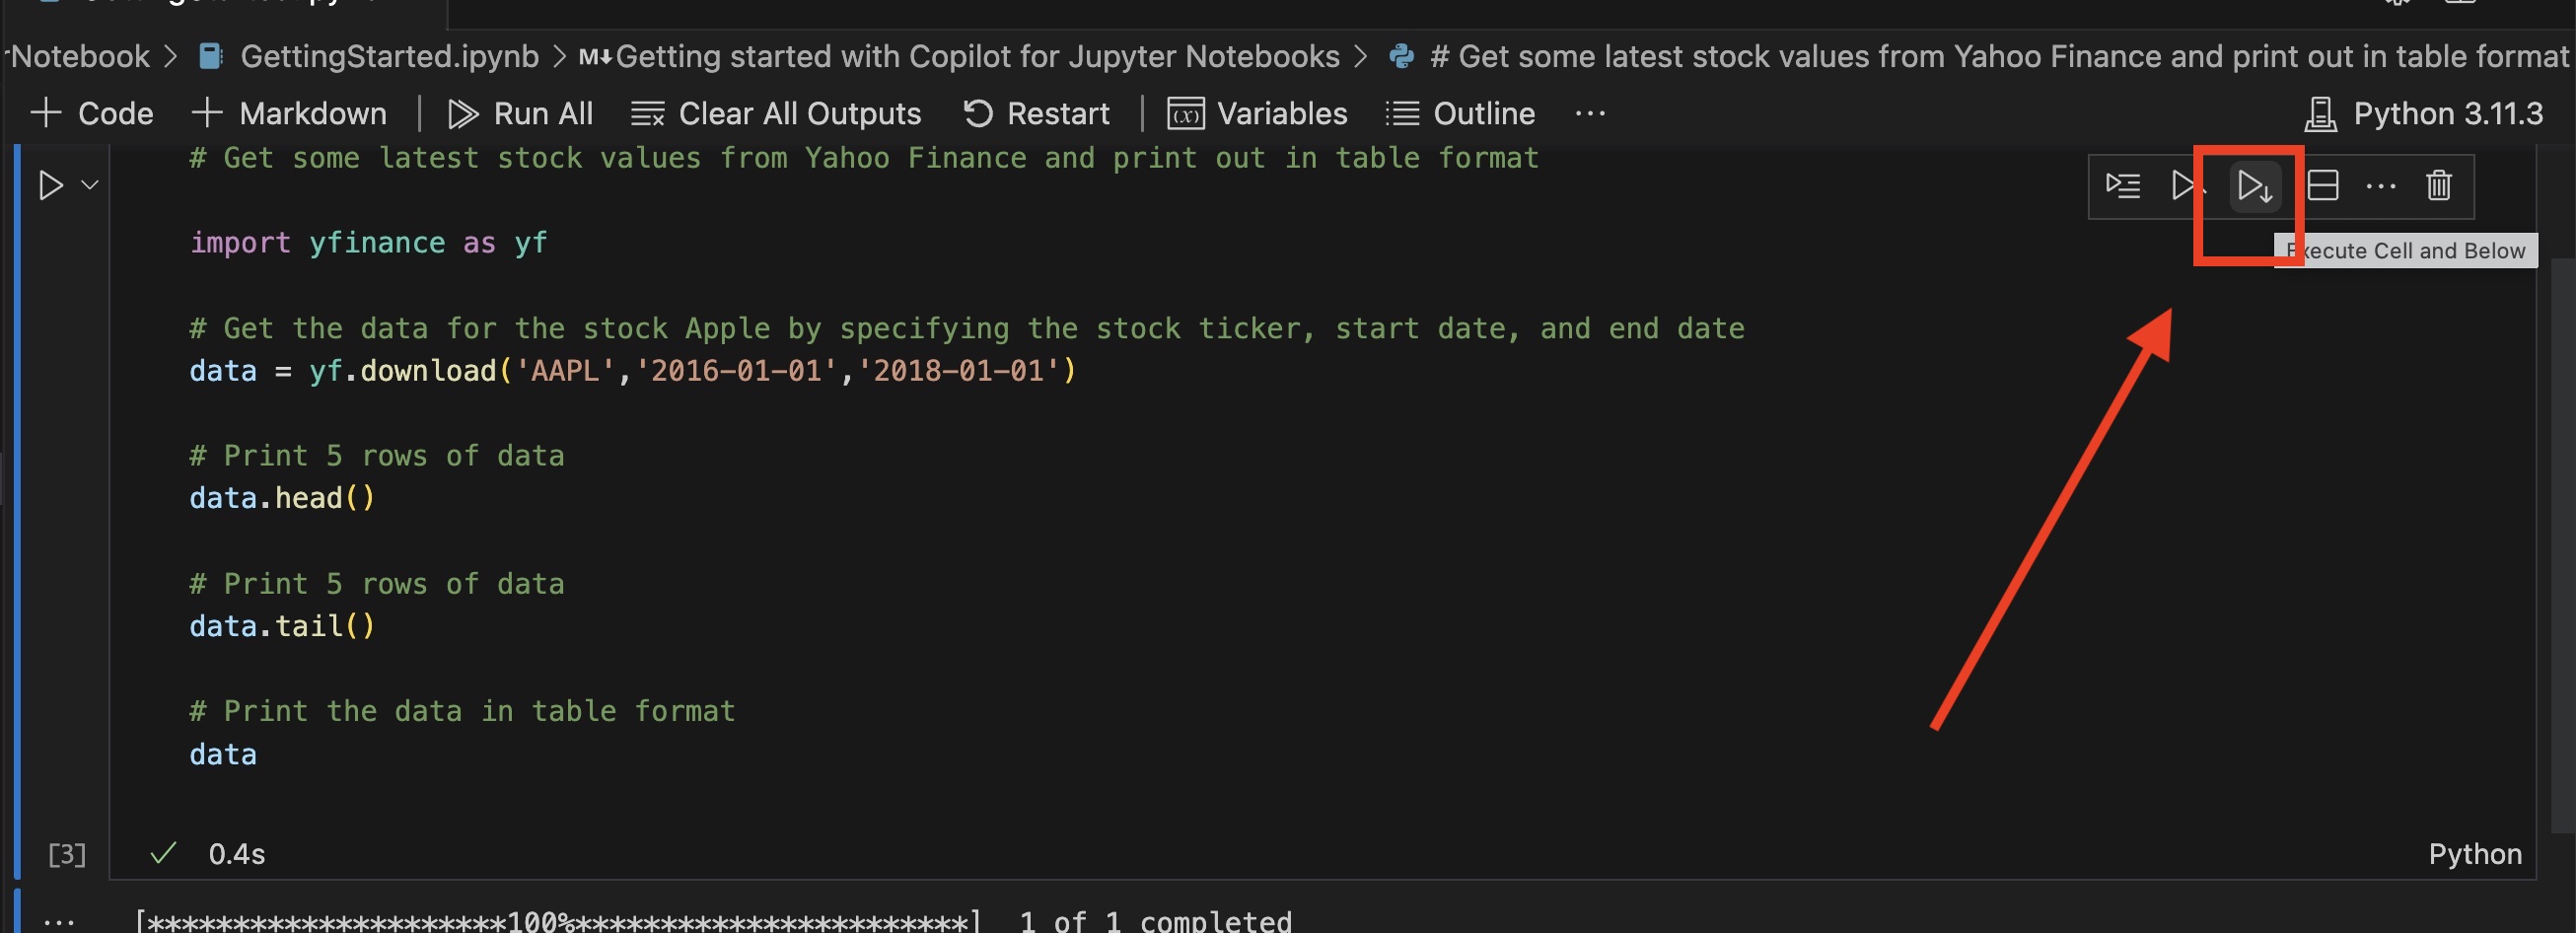 rNotebook > GettingStarted.ipynb > M↓Getting started with Copilot for Jupyter Notebooks > # Get some latest stock values from Yahoo Finance and print out in table format
+ Code + Markdown | Run All Clear All Outputs Restart | (x) Variables Outline ··· Python 3.11.3
# Get some latest stock values from Yahoo Finance and print out in table format
import yfinance as yf
Execute Cell and Below
# Get the data for the stock Apple by specifying the stock ticker, start date, and end date
data = yf.download('AAPL','2016-01-01','2018-01-01')
# Print 5 rows of data
data.head()
# Print 5 rows of data
data.tail()
# Print the data in table format
data
[3] ✓ 0.4s Python
[*********************100%***********************] 1 of 1 completed